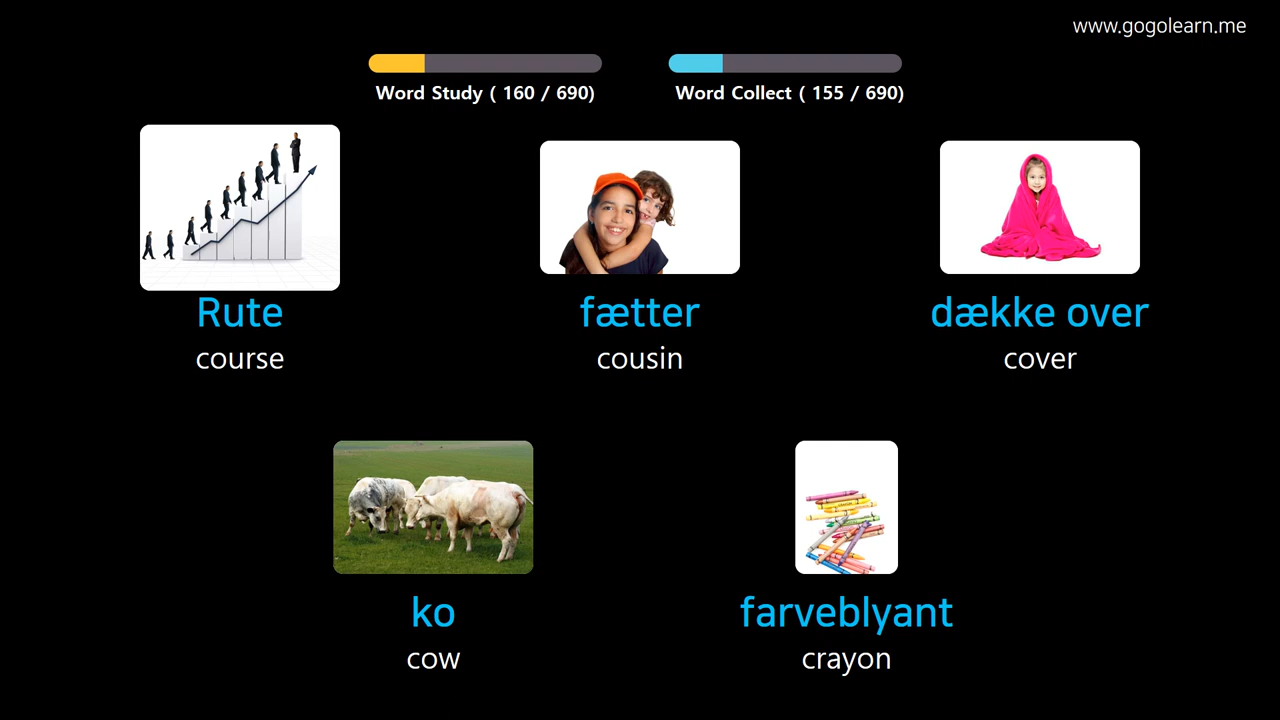 www.gogolearn.me
Word Study ( 160 / 690)
Word Collect ( 155 / 690)
Rute
course
fætter
cousin
dække over
cover
ko
cow
farveblyant
crayon